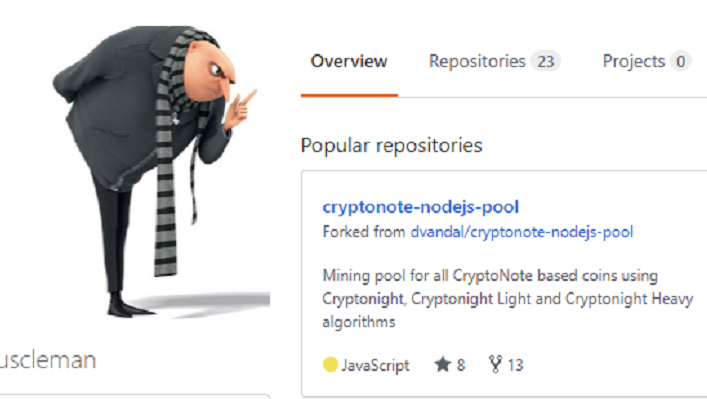 Overview Repositories 23 Projects 0
Popular repositories
cryptonote-nodejs-pool
Forked from dvandal/cryptonote-nodejs-pool
Mining pool for all CryptoNote based coins using
Cryptonight, Cryptonight Light and Cryptonight Heavy
algorithms
JavaScript 8 13
uscleman